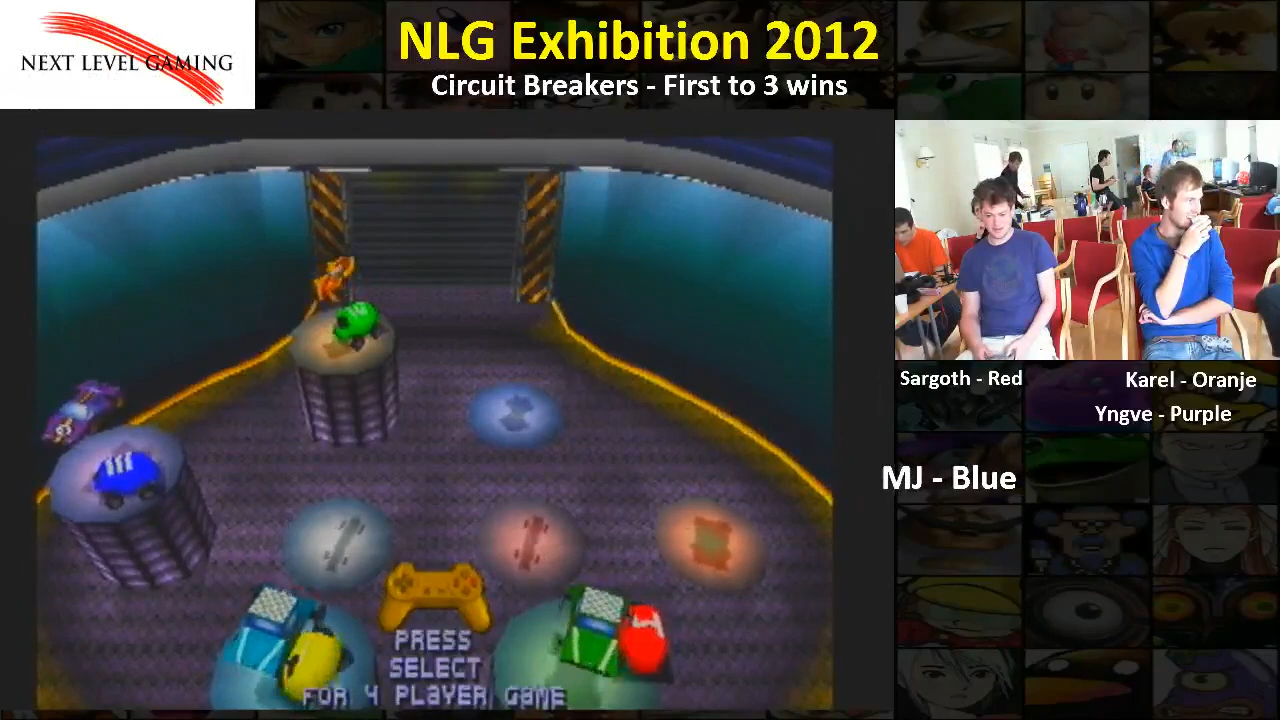 NEXT LEVEL GAMING
NLG Exhibition 2012
Circuit Breakers - First to 3 wins
Sargoth - Red
Karel - Oranje
Yngve - Purple
MJ - Blue
PRESS
SELECT
FOR 4 PLAYER GAME